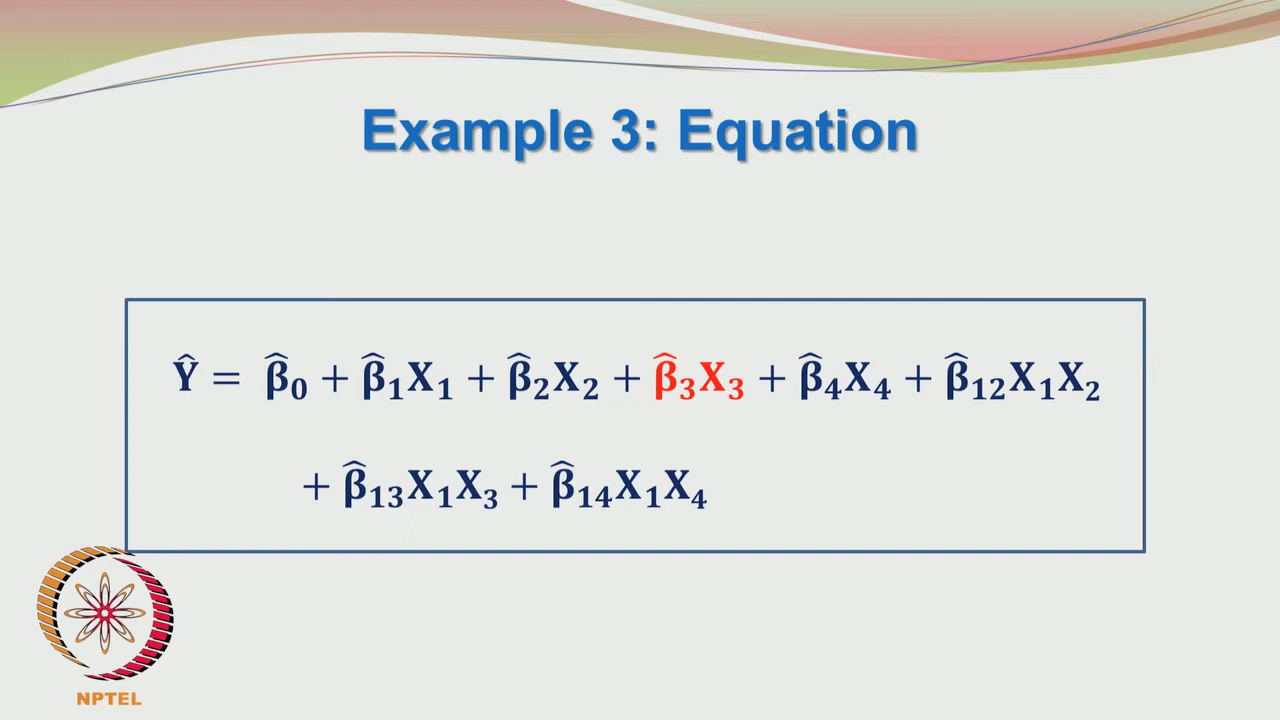 Example 3: Equation
Ŷ = β̂₀ + β̂₁X₁ + β̂₂X₂ + β̂₃X₃ + β̂₄X₄ + β̂₁₂X₁X₂
+ β̂₁₃X₁X₃ + β̂₁₄X₁X₄
NPTEL